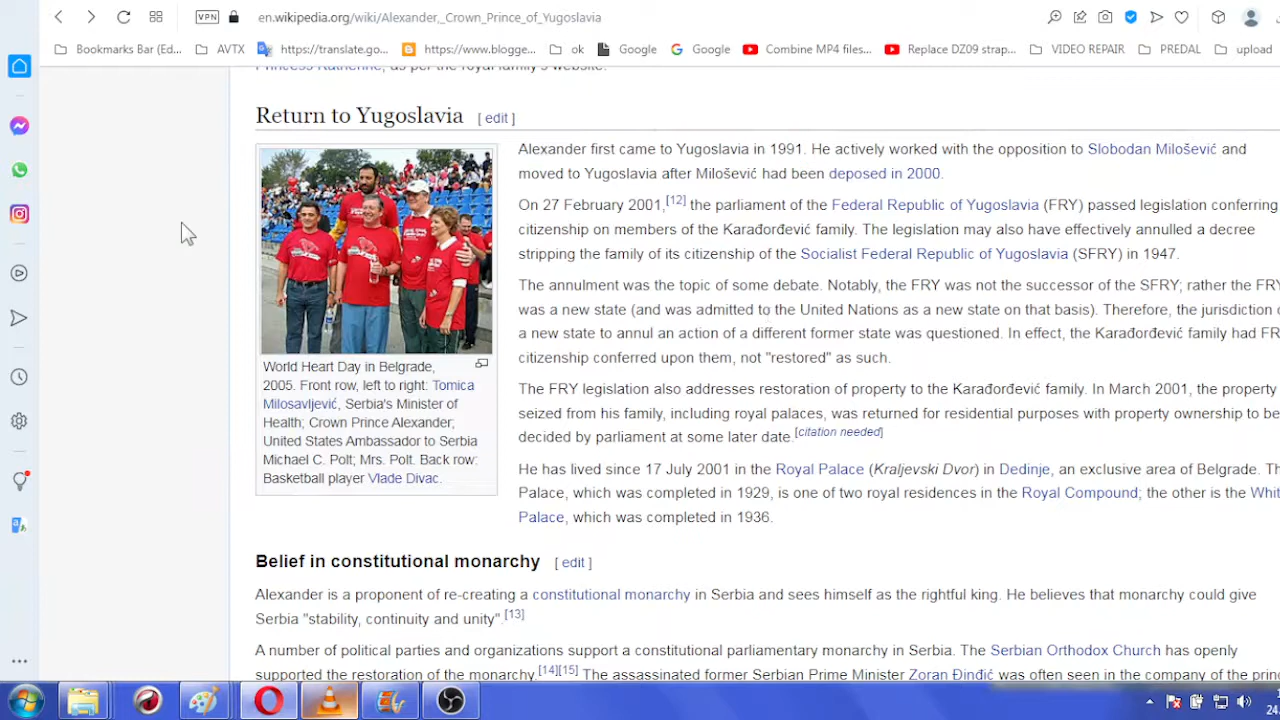 VPN
en.wikipedia.org/wiki/Alexander,_Crown_Prince_of_Yugoslavia
Bookmarks Bar (Ed... AVTX https://translate.go... https://www.blogge... ok Google Google Combine MP4 files... Replace DZ09 strap... VIDEO REPAIR PREDAL upload
Princess Katherine, as per the royal family's website.
Return to Yugoslavia [ edit ]
World Heart Day in Belgrade,
2005. Front row, left to right: Tomica
Milosavljević, Serbia's Minister of
Health; Crown Prince Alexander;
United States Ambassador to Serbia
Michael C. Polt; Mrs. Polt. Back row:
Basketball player Vlade Divac.
Alexander first came to Yugoslavia in 1991. He actively worked with the opposition to Slobodan Milošević and
moved to Yugoslavia after Milošević had been deposed in 2000.
On 27 February 2001,[12] the parliament of the Federal Republic of Yugoslavia (FRY) passed legislation conferring
citizenship on members of the Karađorđević family. The legislation may also have effectively annulled a decree
stripping the family of its citizenship of the Socialist Federal Republic of Yugoslavia (SFRY) in 1947.
The annulment was the topic of some debate. Notably, the FRY was not the successor of the SFRY; rather the FRY
was a new state (and was admitted to the United Nations as a new state on that basis). Therefore, the jurisdiction
a new state to annul an action of a different former state was questioned. In effect, the Karađorđević family had FR
citizenship conferred upon them, not "restored" as such.
The FRY legislation also addresses restoration of property to the Karađorđević family. In March 2001, the property
seized from his family, including royal palaces, was returned for residential purposes with property ownership to be
decided by parliament at some later date.[citation needed]
He has lived since 17 July 2001 in the Royal Palace (Kraljevski Dvor) in Dedinje, an exclusive area of Belgrade. Th
Palace, which was completed in 1929, is one of two royal residences in the Royal Compound; the other is the Whit
Palace, which was completed in 1936.
Belief in constitutional monarchy [ edit ]
Alexander is a proponent of re-creating a constitutional monarchy in Serbia and sees himself as the rightful king. He believes that monarchy could give
Serbia "stability, continuity and unity".[13]
A number of political parties and organizations support a constitutional parliamentary monarchy in Serbia. The Serbian Orthodox Church has openly
supported the restoration of the monarchy.[14][15] The assassinated former Serbian Prime Minister Zoran Đinđić was often seen in the company of the prin
24